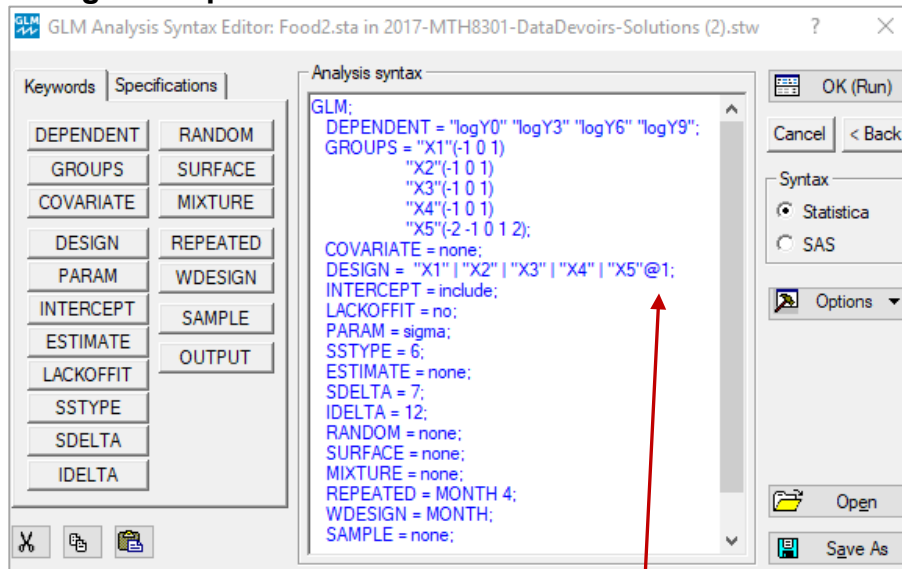 GLM Analysis Syntax Editor: Food2.sta in 2017-MTH8301-DataDevoirs-Solutions (2).stw
Keywords
Specifications
DEPENDENT
RANDOM
GROUPS
SURFACE
COVARIATE
MIXTURE
DESIGN
REPEATED
PARAM
WDESIGN
INTERCEPT
SAMPLE
ESTIMATE
OUTPUT
LACKOFFIT
SSTYPE
SDELTA
IDELTA
Analysis syntax
GLM;
DEPENDENT = "logY0" "logY3" "logY6" "logY9";
GROUPS = "X1"(-1 0 1)
"X2"(-1 0 1)
"X3"(-1 0 1)
"X4"(-1 0 1)
"X5"(-2 -1 0 1 2);
COVARIATE = none;
DESIGN = "X1" | "X2" | "X3" | "X4" | "X5"@1;
INTERCEPT = include;
LACKOFFIT = no;
PARAM = sigma;
SSTYPE = 6;
ESTIMATE = none;
SDELTA = 7;
IDELTA = 12;
RANDOM = none;
SURFACE = none;
MIXTURE = none;
REPEATED = MONTH 4;
WDESIGN = MONTH;
SAMPLE = none;
OK (Run)
Cancel
< Back
Syntax
Statistica
SAS
Options
Open
Save As